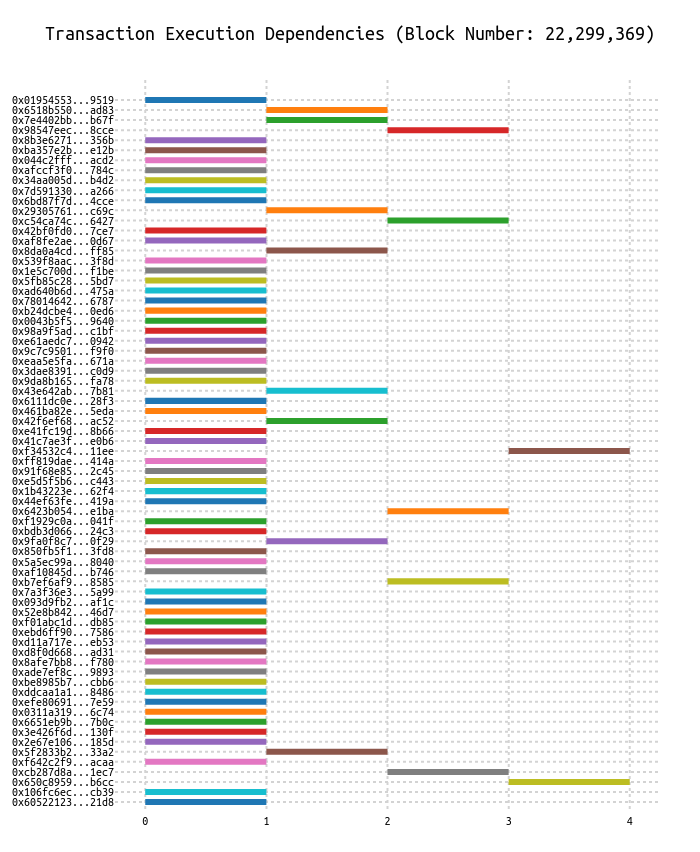 Transaction Execution Dependencies (Block Number: 22,299,369)
0x01954553...9519
0x6518b550...ad83
0x7e4402bb...b67f
0x98547eec...8cce
0x8b3e6271...356b
0xba357e2b...e12b
0x044c2fff...acd2
0xafccf3f0...784c
0x34aa005d...b4d2
0x7d591330...a266
0x6bd87f7d...4cce
0x29305761...c69c
0xc54ca74c...6427
0x42bf0fd0...7ce7
0xaf8fe2ae...0d67
0x8da0a4cd...ff85
0x539f8aac...3f8d
0x1e5c700d...f1be
0x5fb85c28...5bd7
0xad640b6d...475a
0x78014642...6787
0xb24dcbe4...0ed6
0x0043b5f5...9640
0x98a9f5ad...c1bf
0xe61aedc7...0942
0x9c7c9501...f9f0
0xeaa5e5fa...671a
0x3dae8391...c0d9
0x9da8b165...fa78
0x43e642ab...7b81
0x6111dc0e...28f3
0x461ba82e...5eda
0x42f6ef68...ac52
0xe41fc19d...8b66
0x41c7ae3f...e0b6
0xf34532c4...11ee
0xff819dae...414a
0x91f68e85...2c45
0xe5d5f5b6...c443
0x1b43223e...62f4
0x44ef63fe...419a
0x6423b054...e1ba
0xf1929c0a...041f
0xbdb3d066...24c3
0x9fa0f8c7...0f29
0x850fb5f1...3fd8
0x5a5ec99a...8040
0xaf10845d...b746
0xb7ef6af9...8585
0x7a3f36e3...5a99
0x093d9fb2...af1c
0x52e8b842...46d7
0xf01abc1d...db85
0xebd6ff90...7586
0xd11a717e...eb53
0xd8f0d668...ad31
0x8afe7bb8...f780
0xade7ef8c...9893
0xbe8985b7...cbb6
0xddcaa1a1...8486
0xefe80691...7e59
0x0311a319...6c74
0x6651eb9b...7b0c
0x3e426f6d...130f
0x2e67e106...185d
0x5f2833b2...33a2
0xf642c2f9...acaa
0xcb287d8a...1ec7
0x650c8959...b6cc
0x106fc6ec...cb39
0x60522123...21d8
0 1 2 3 4